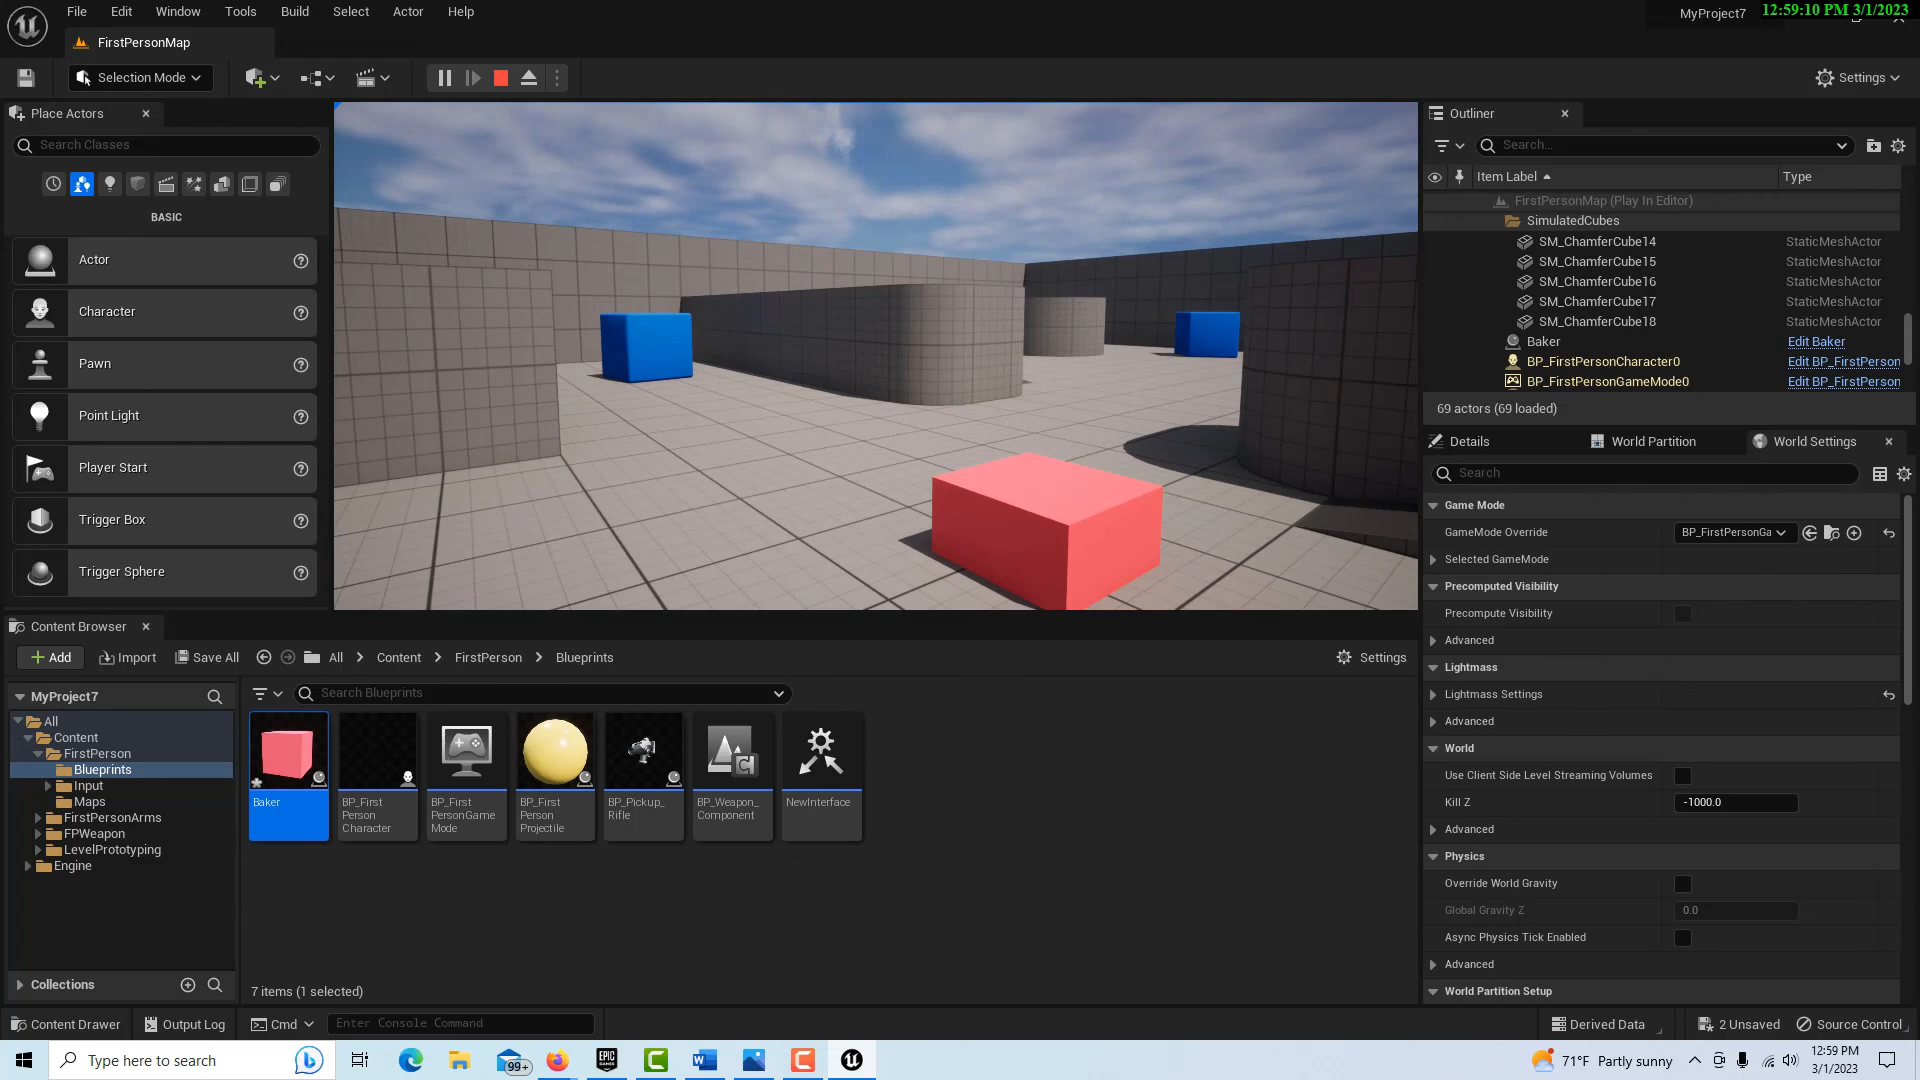 File Edit Window Tools Build Select Actor Help
MyProject7
12:59:10 PM 3/1/2023
FirstPersonMap
Selection Mode
Settings
Place Actors
Search Classes
BASIC
Actor
Character
Pawn
Point Light
Player Start
Trigger Box
Trigger Sphere
Outliner
Search...
Item Label Type
FirstPersonMap (Play In Editor)
SimulatedCubes
SM_ChamferCube14 StaticMeshActor
SM_ChamferCube15 StaticMeshActor
SM_ChamferCube16 StaticMeshActor
SM_ChamferCube17 StaticMeshActor
SM_ChamferCube18 StaticMeshActor
Baker Edit Baker
BP_FirstPersonCharacter0 Edit BP_FirstPerson
BP_FirstPersonGameMode0 Edit BP_FirstPerson
69 actors (69 loaded)
Details World Partition World Settings
Search
Game Mode
GameMode Override BP_FirstPersonGa
Selected GameMode
Precomputed Visibility
Precompute Visibility
Advanced
Lightmass
Lightmass Settings
Advanced
World
Use Client Side Level Streaming Volumes
Kill Z -1000.0
Advanced
Physics
Override World Gravity
Global Gravity Z 0.0
Async Physics Tick Enabled
Advanced
World Partition Setup
Content Browser
Add Import Save All All Content FirstPerson Blueprints Settings
MyProject7
Search Blueprints
All
Content
FirstPerson
Blueprints
Input
Maps
FirstPersonArms
FPWeapon
LevelPrototyping
Engine
Collections
Baker
BP_First
Person
Character
BP_First
PersonGame
Mode
BP_First
Person
Projectile
BP_Pickup_
Rifle
BP_Weapon_
Component
NewInterface
7 items (1 selected)
Content Drawer Output Log Cmd Enter Console Command Derived Data 2 Unsaved Source Control
Type here to search
99+
EPIC
GAMES
71°F Partly sunny
12:59 PM
3/1/2023